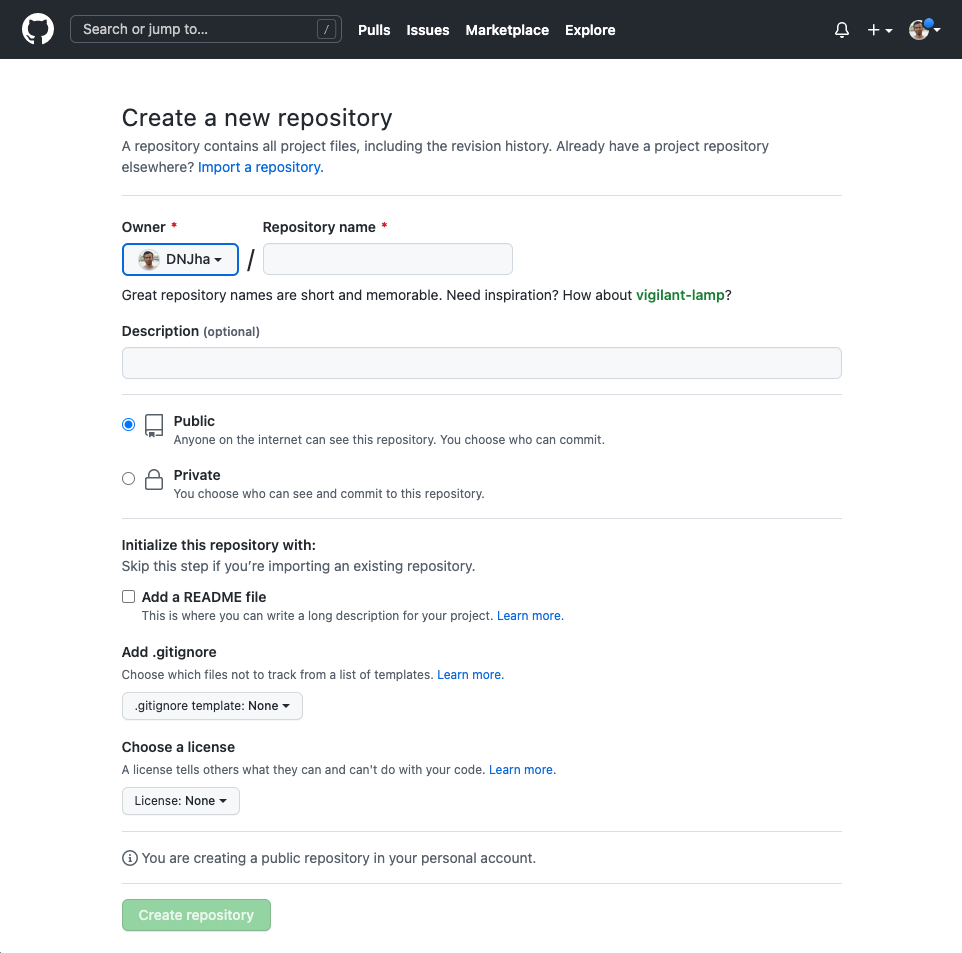 Search or jump to... /
Pulls Issues Marketplace Explore
Create a new repository
A repository contains all project files, including the revision history. Already have a project repository
elsewhere? Import a repository.
Owner * Repository name *
DNJha /
Great repository names are short and memorable. Need inspiration? How about vigilant-lamp?
Description (optional)
Public
Anyone on the internet can see this repository. You choose who can commit.
Private
You choose who can see and commit to this repository.
Initialize this repository with:
Skip this step if you’re importing an existing repository.
Add a README file
This is where you can write a long description for your project. Learn more.
Add .gitignore
Choose which files not to track from a list of templates. Learn more.
.gitignore template: None
Choose a license
A license tells others what they can and can't do with your code. Learn more.
License: None
You are creating a public repository in your personal account.
Create repository